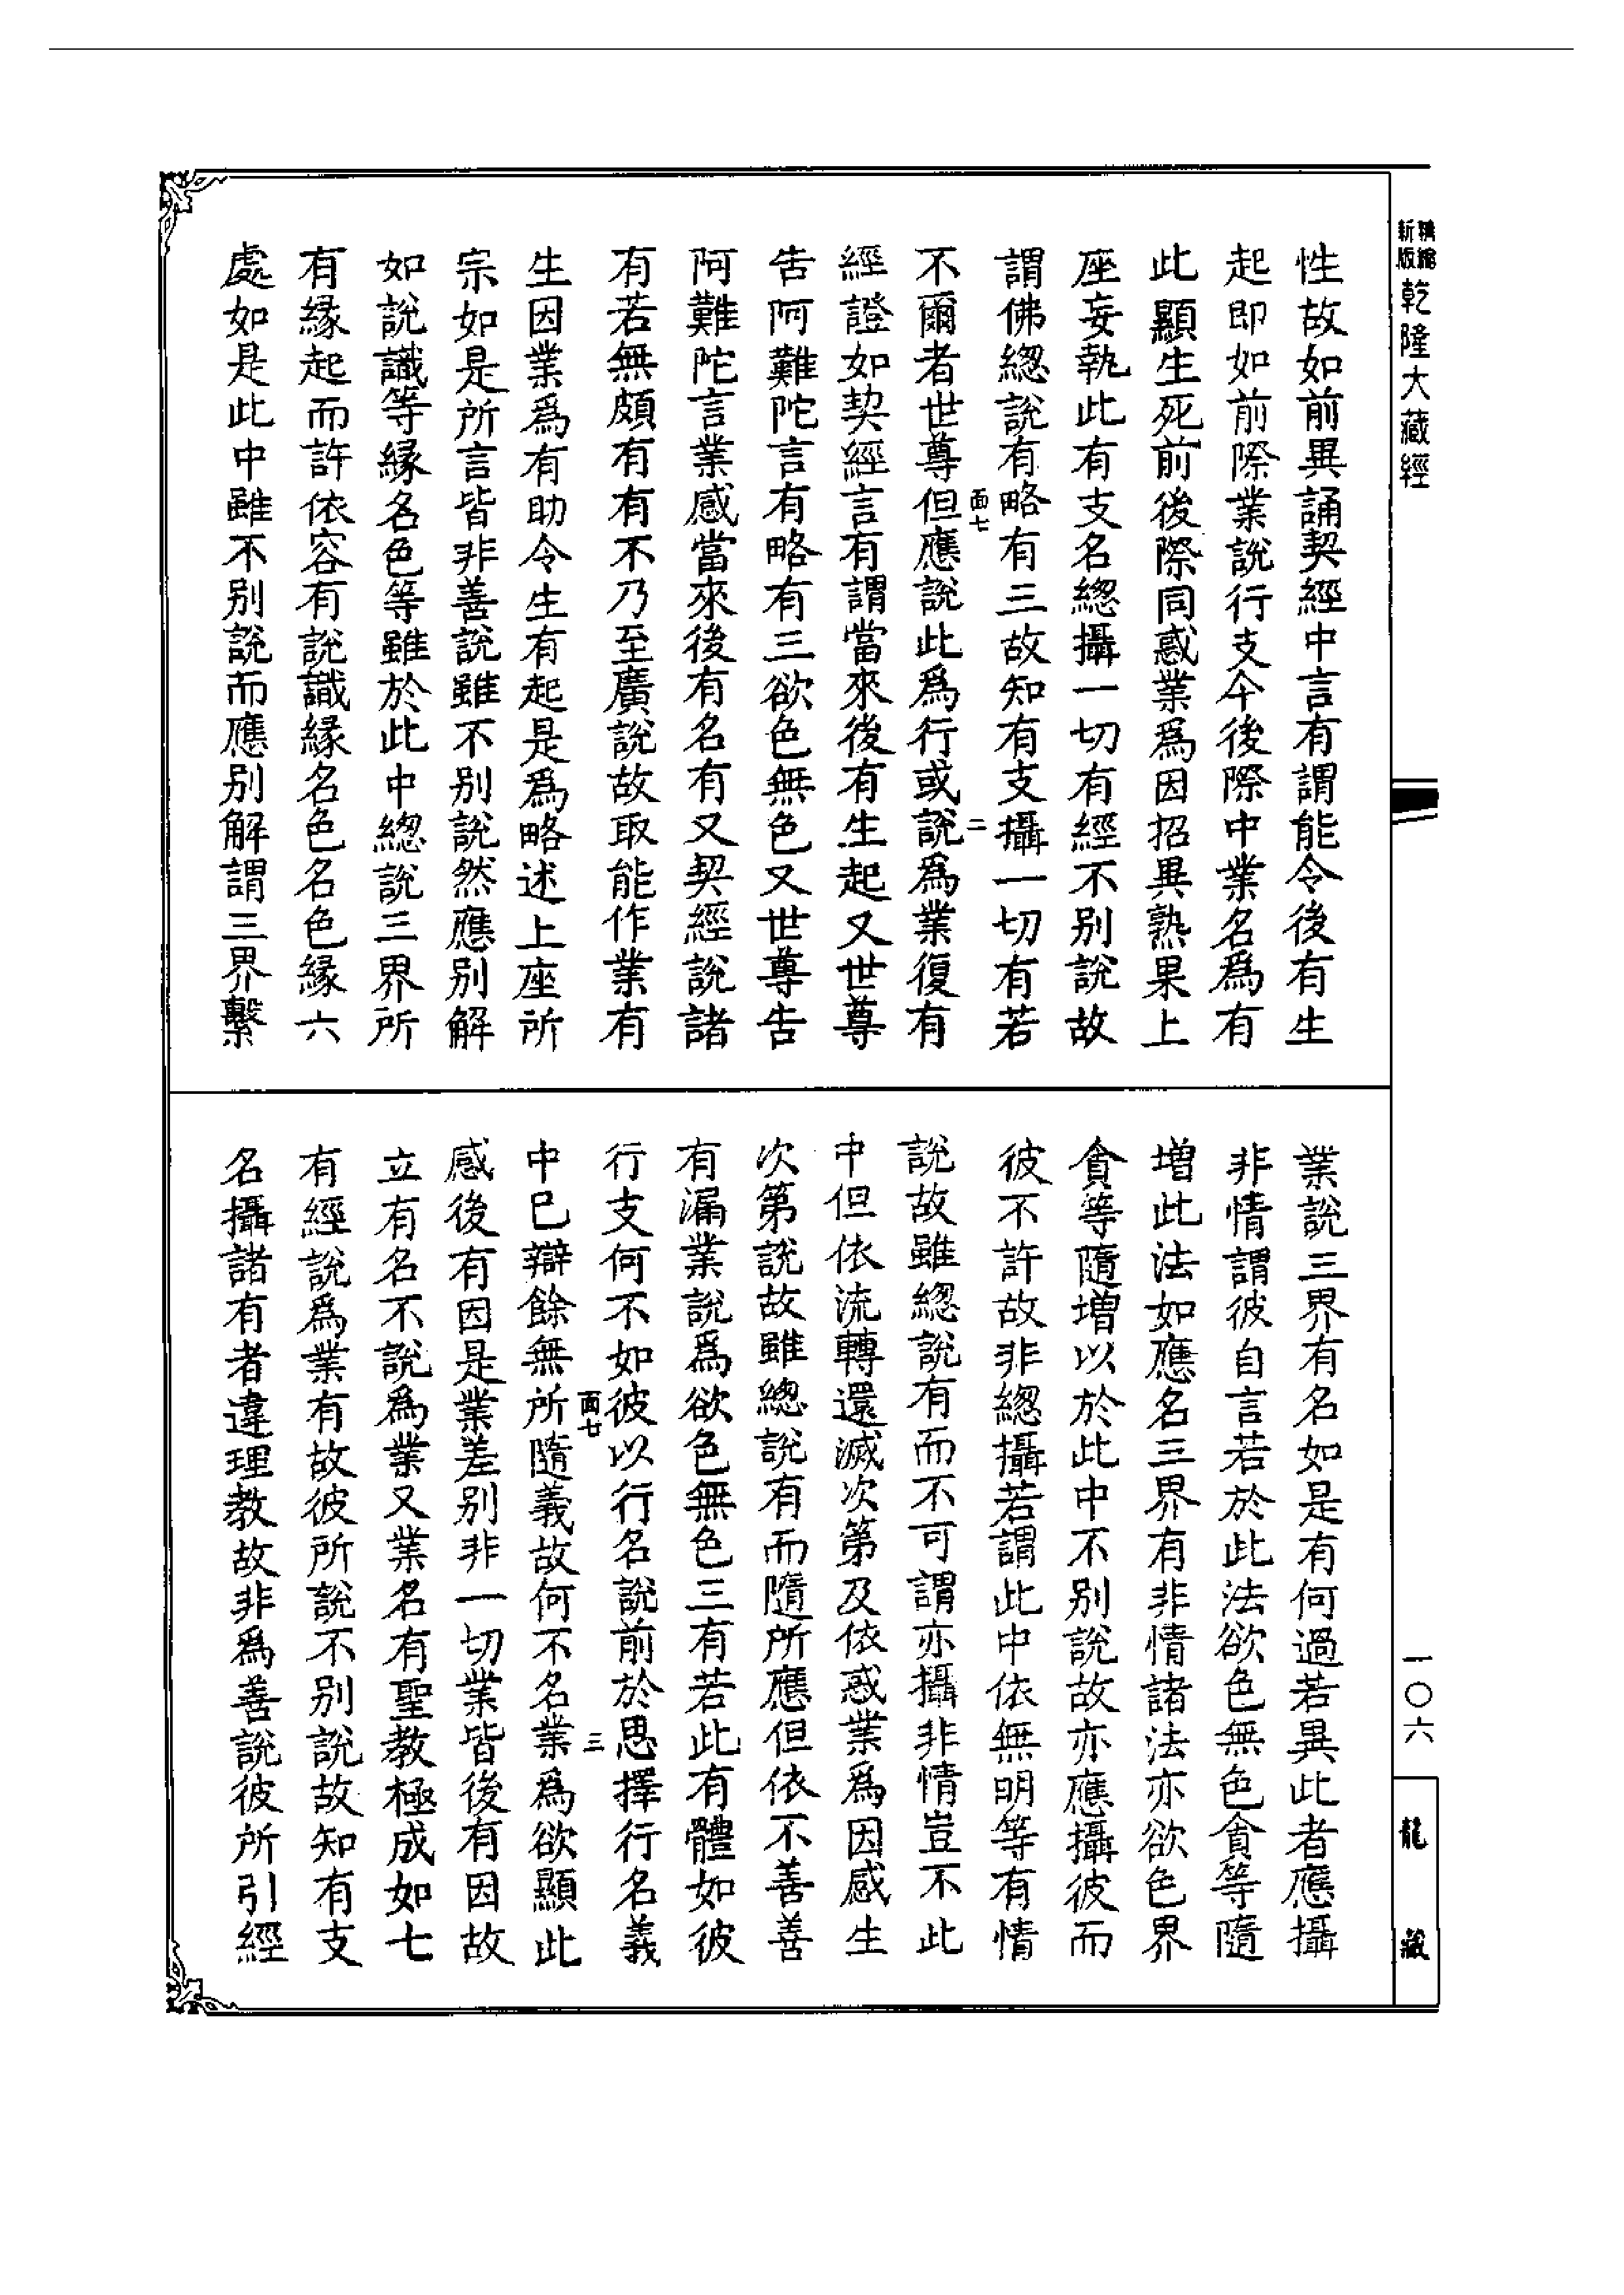 精縮
新版
乾隆大藏經
性故如前異誦契經中言有謂能令後有生
起即如前際業說行支今後際中業名爲有
此顯生死前後際同惑業爲因招異熟果上
座妄執此有支名總攝一切有經不別說故
謂佛總說有略有三故知有支攝一切有若
面七
二
不爾者世尊但應說此爲行或說爲業復有
經證如契經言有謂當來後有生起又世尊
告阿難陀言有略有三欲色無色又世尊告
阿難陀言業感當來後有名有又契經說諸
有若無頗有有不乃至廣說故取能作業有
生因業爲有助令生有起是爲略述上座所
宗如是所言皆非善說雖不別說然應別解
如說識等緣名色等雖於此中總說三界所
有緣起而許依容有說識緣名色名色緣六
處如是此中雖不別說而應別解謂三界繫
業說三界有名如是有何過若異此者應攝
非情謂彼自言若於此法欲色無色貪等隨
增此法如應名三界有非情諸法亦欲色界
貪等隨增以於此中不別說故亦應攝彼而
彼不許故非總攝若謂此中依無明等有情
說故雖總說有而不可謂亦攝非情豈不此
中但依流轉還滅次第及依惑業爲因感生
次第說故雖總說有而隨所應但依不善善
有漏業說爲欲色無色三有若此有體如彼
行支何不如彼以行名說前於思擇行名義
面七
三
中已辯餘無所隨義故何不名業爲欲顯此
感後有因是業差別非一切業皆後有因故
立有名不說爲業又業名有聖教極成如七
有經說爲業有故彼所說不別說故知有支
名攝諸有者違理教故非爲善說彼所引經
一〇六
龍藏